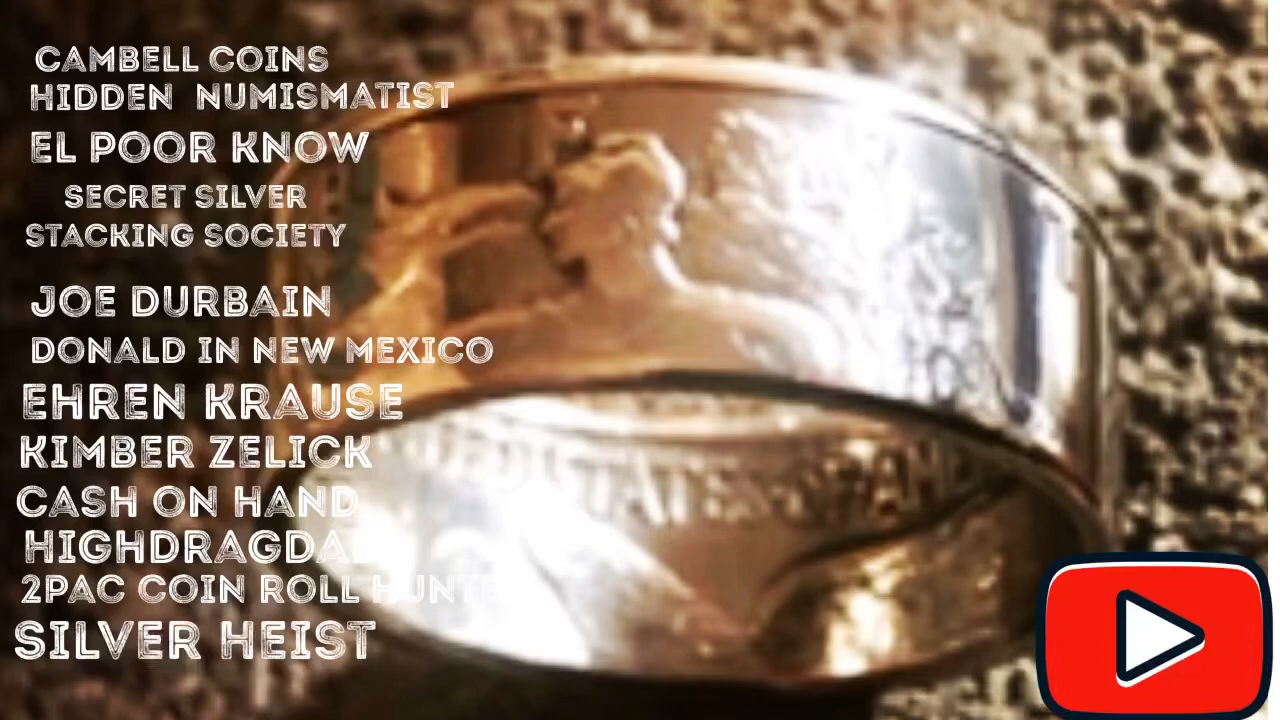 CAMBELL COINS
HIDDEN NUMISMATIST
EL POOR KNOW
SECRET SILVER
STACKING SOCIETY
JOE DURBAIN
DONALD IN NEW MEXICO
EHREN KRAUSE
KIMBER ZELICK
CASH ON HAND
2PAC COIN ROLL
SILVER HEIST